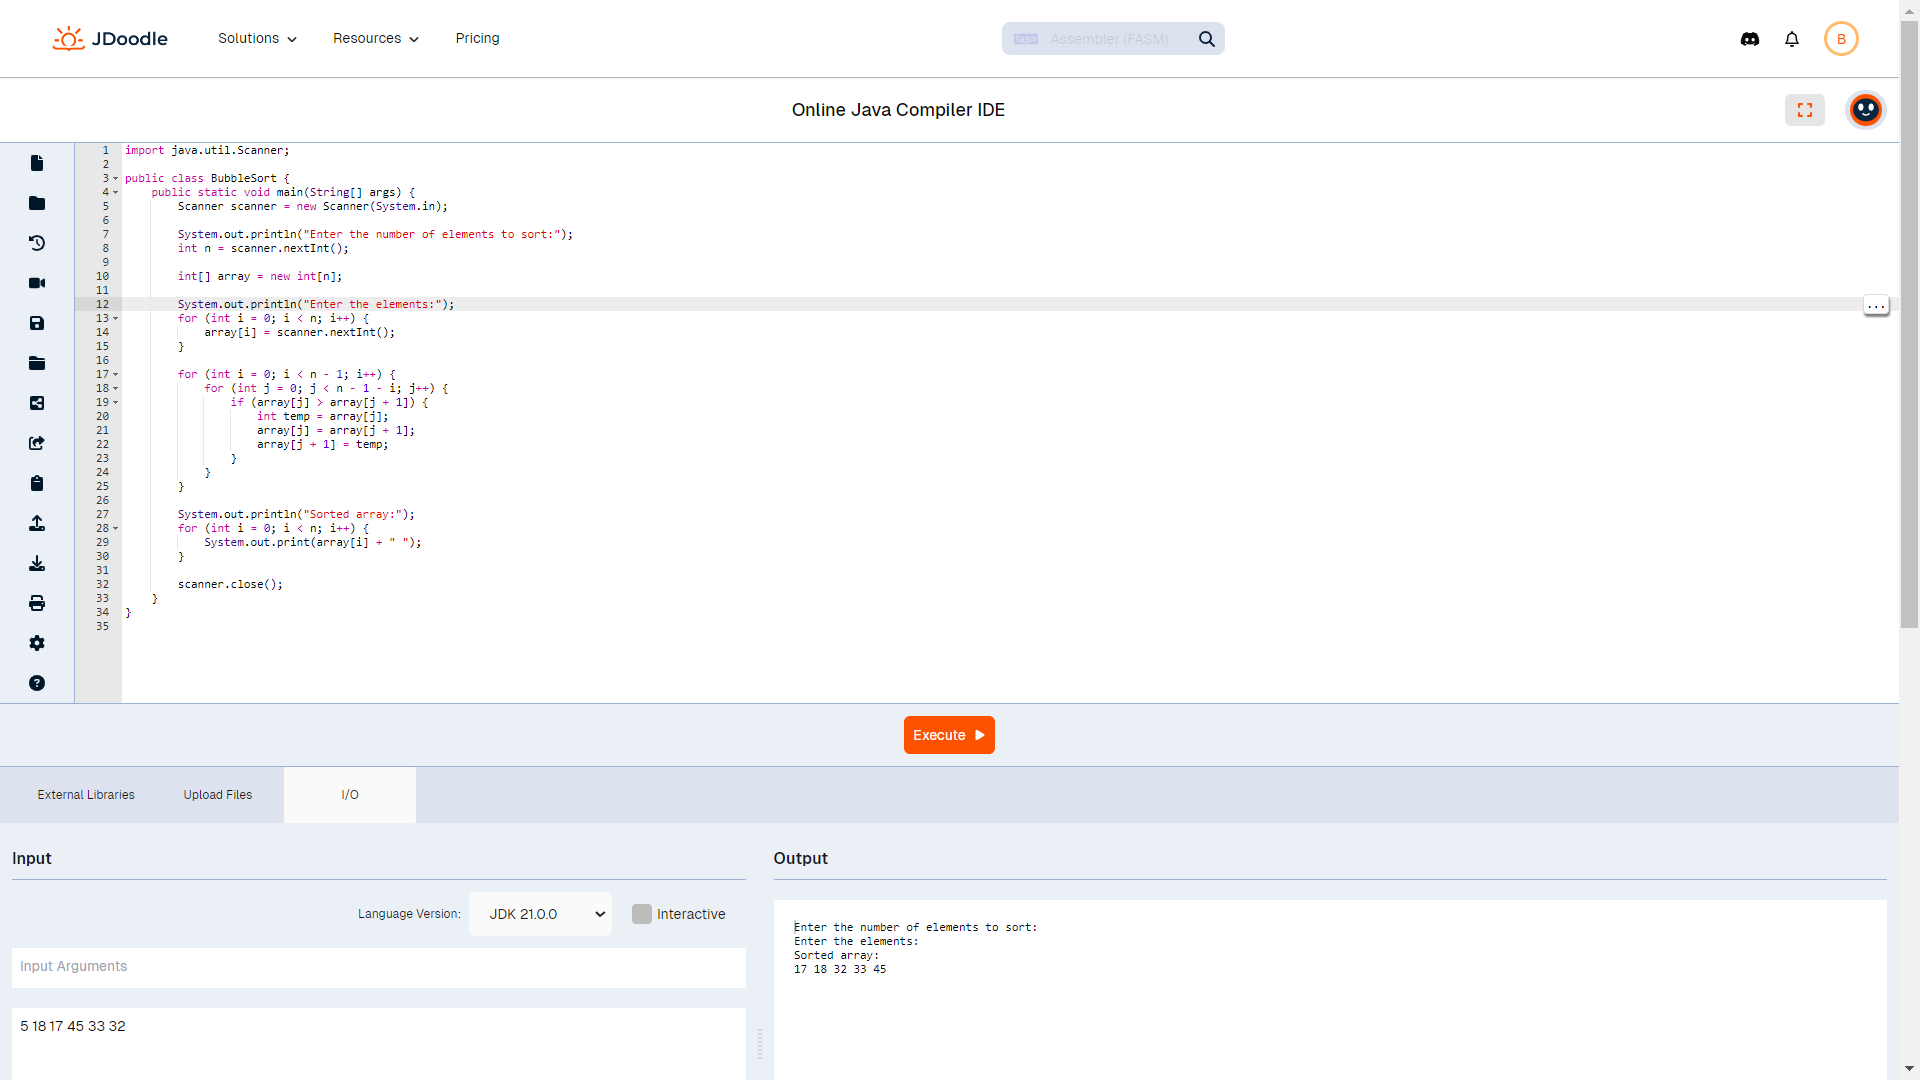 JDoodle
Solutions
Resources
Pricing
fasm Assembler (FASM)
B
Online Java Compiler IDE
1 import java.util.Scanner;
2
3 public class BubbleSort {
4     public static void main(String[] args) {
5         Scanner scanner = new Scanner(System.in);
6
7         System.out.println("Enter the number of elements to sort:");
8         int n = scanner.nextInt();
9
10         int[] array = new int[n];
11
12         System.out.println("Enter the elements:");
...
13         for (int i = 0; i < n; i++) {
14             array[i] = scanner.nextInt();
15         }
16
17         for (int i = 0; i < n - 1; i++) {
18             for (int j = 0; j < n - 1 - i; j++) {
19                 if (array[j] > array[j + 1]) {
20                     int temp = array[j];
21                     array[j] = array[j + 1];
22                     array[j + 1] = temp;
23                 }
24             }
25         }
26
27         System.out.println("Sorted array:");
28         for (int i = 0; i < n; i++) {
29             System.out.print(array[i] + " ");
30         }
31
32         scanner.close();
33     }
34 }
35
Execute
External Libraries
Upload Files
I/O
Input
Language Version:
JDK 21.0.0
Interactive
Input Arguments
5 18 17 45 33 32
Output
Enter the number of elements to sort:
Enter the elements:
Sorted array:
17 18 32 33 45